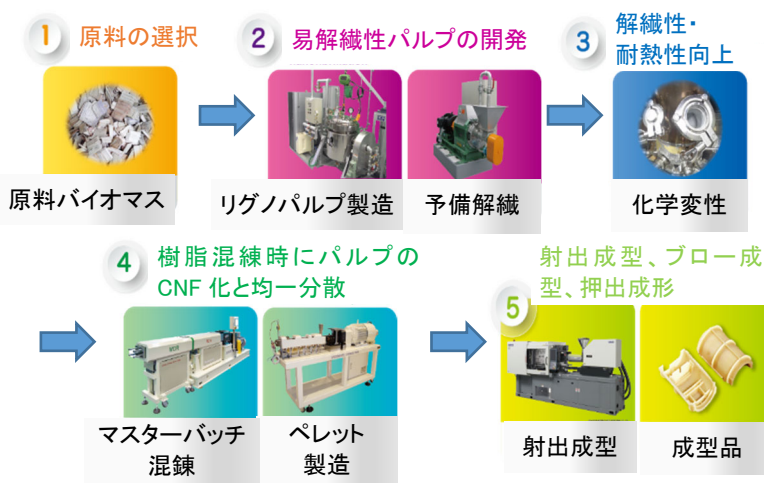 1 原料の選択
原料バイオマス
2 易解繊性パルプの開発
リグノパルプ製造
予備解繊
3 解繊性・
耐熱性向上
化学変性
4 樹脂混練時にパルプの
CNF 化と均一分散
マスターバッチ
混錬
ペレット
製造
射出成型、ブロー成
型、押出成形
5
射出成型
成型品